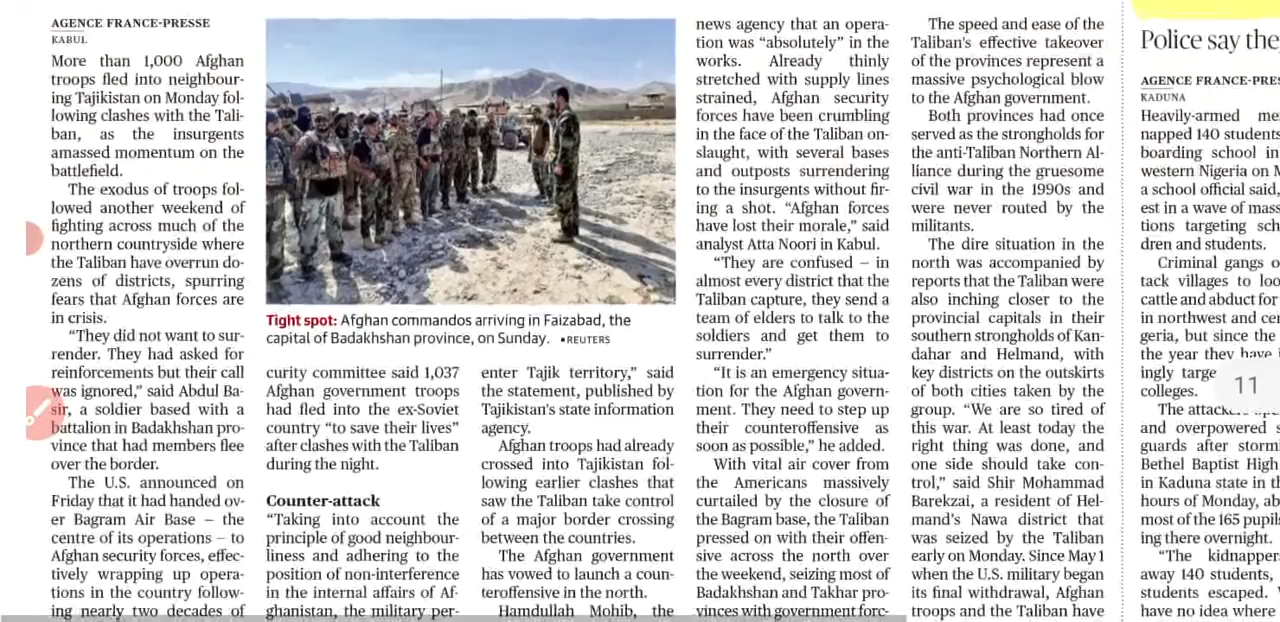 AGENCE FRANCE-PRESSE
KABUL
More than 1,000 Afghan
troops fled into neighbour-
ing Tajikistan on Monday fol-
lowing clashes with the Tali-
ban, as the insurgents
amassed momentum on the
battlefield.
The exodus of troops fol-
lowed another weekend of
fighting across much of the
northern countryside where
the Taliban have overrun do-
zens of districts, spurring
fears that Afghan forces are
in crisis.
“They did not want to sur-
render. They had asked for
reinforcements but their call
was ignored,” said Abdul Ba-
sir, a soldier based with a
battalion in Badakhshan pro-
vince that had members flee
over the border.
The U.S. announced on
Friday that it had handed ov-
er Bagram Air Base – the
centre of its operations – to
Afghan security forces, effec-
tively wrapping up opera-
tions in the country follow-
ing nearly two decades of
Tight spot: Afghan commandos arriving in Faizabad, the
capital of Badakhshan province, on Sunday. ▪REUTERS
curity committee said 1,037
Afghan government troops
had fled into the ex-Soviet
country “to save their lives”
after clashes with the Taliban
during the night.
Counter-attack
“Taking into account the
principle of good neighbour-
liness and adhering to the
position of non-interference
in the internal affairs of Af-
ghanistan, the military per-
enter Tajik territory,” said
the statement, published by
Tajikistan's state information
agency.
Afghan troops had already
crossed into Tajikistan fol-
lowing earlier clashes that
saw the Taliban take control
of a major border crossing
between the countries.
The Afghan government
has vowed to launch a coun-
teroffensive in the north.
Hamdullah Mohib, the
news agency that an opera-
tion was “absolutely” in the
works. Already thinly
stretched with supply lines
strained, Afghan security
forces have been crumbling
in the face of the Taliban on-
slaught, with several bases
and outposts surrendering
to the insurgents without fir-
ing a shot. “Afghan forces
have lost their morale,” said
analyst Atta Noori in Kabul.
“They are confused – in
almost every district that the
Taliban capture, they send a
team of elders to talk to the
soldiers and get them to
surrender.”
“It is an emergency situa-
tion for the Afghan govern-
ment. They need to step up
their counteroffensive as
soon as possible,” he added.
With vital air cover from
the Americans massively
curtailed by the closure of
the Bagram base, the Taliban
pressed on with their offen-
sive across the north over
the weekend, seizing most of
Badakhshan and Takhar pro-
vinces with government forc-
The speed and ease of the
Taliban's effective takeover
of the provinces represent a
massive psychological blow
to the Afghan government.
Both provinces had once
served as the strongholds for
the anti-Taliban Northern Al-
liance during the gruesome
civil war in the 1990s and
were never routed by the
militants.
The dire situation in the
north was accompanied by
reports that the Taliban were
also inching closer to the
provincial capitals in their
southern strongholds of Kan-
dahar and Helmand, with
key districts on the outskirts
of both cities taken by the
group. “We are so tired of
this war. At least today the
right thing was done, and
one side should take con-
trol,” said Shir Mohammad
Barekzai, a resident of Hel-
mand's Nawa district that
was seized by the Taliban
early on Monday. Since May 1
when the U.S. military began
its final withdrawal, Afghan
troops and the Taliban have
Police say the
AGENCE FRANCE-PRES
KADUNA
Heavily-armed me
napped 140 students
boarding school in
western Nigeria on M
a school official said,
est in a wave of mass
tions targeting sch
dren and students.
Criminal gangs o
tack villages to loo
cattle and abduct for
in northwest and cen
geria, but since the
the year they have
ingly targe
colleges.
The attack
and overpowered s
guards after storm
Bethel Baptist High
in Kaduna state in th
hours of Monday, ab
most of the 165 pupil
ing there overnight.
“The kidnapper
away 140 students,
students escaped.
have no idea where
11